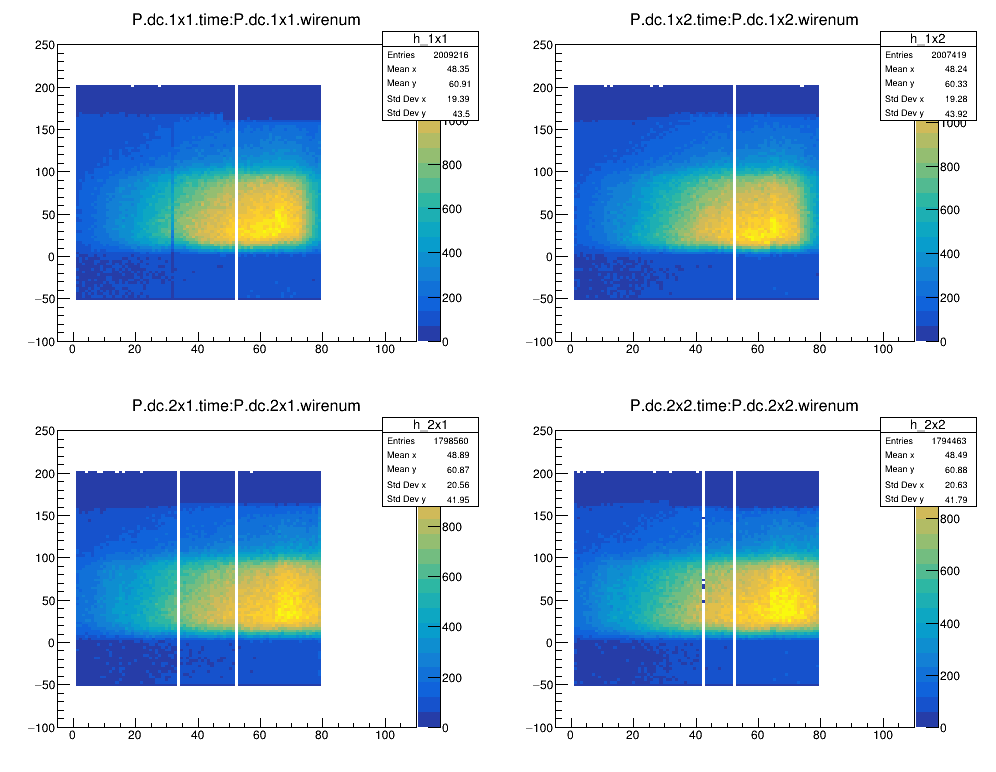 P.dc.1x1.time:P.dc.1x1.wirenum
h_1x1
Entries 2009216
Mean x 48.35
Mean y 60.91
Std Dev x 19.39
Std Dev y 43.5
250
200
150
100
50
0
−50
−100
0 20 40 60 80 100
1000
800
600
400
200
0
P.dc.1x2.time:P.dc.1x2.wirenum
h_1x2
Entries 2007419
Mean x 48.24
Mean y 60.33
Std Dev x 19.28
Std Dev y 43.92
250
200
150
100
50
0
−50
−100
0 20 40 60 80 100
1000
800
600
400
200
0
P.dc.2x1.time:P.dc.2x1.wirenum
h_2x1
Entries 1798560
Mean x 48.89
Mean y 60.87
Std Dev x 20.56
Std Dev y 41.95
250
200
150
100
50
0
−50
−100
0 20 40 60 80 100
800
600
400
200
0
P.dc.2x2.time:P.dc.2x2.wirenum
h_2x2
Entries 1794463
Mean x 48.49
Mean y 60.88
Std Dev x 20.63
Std Dev y 41.79
250
200
150
100
50
0
−50
−100
0 20 40 60 80 100
800
600
400
200
0